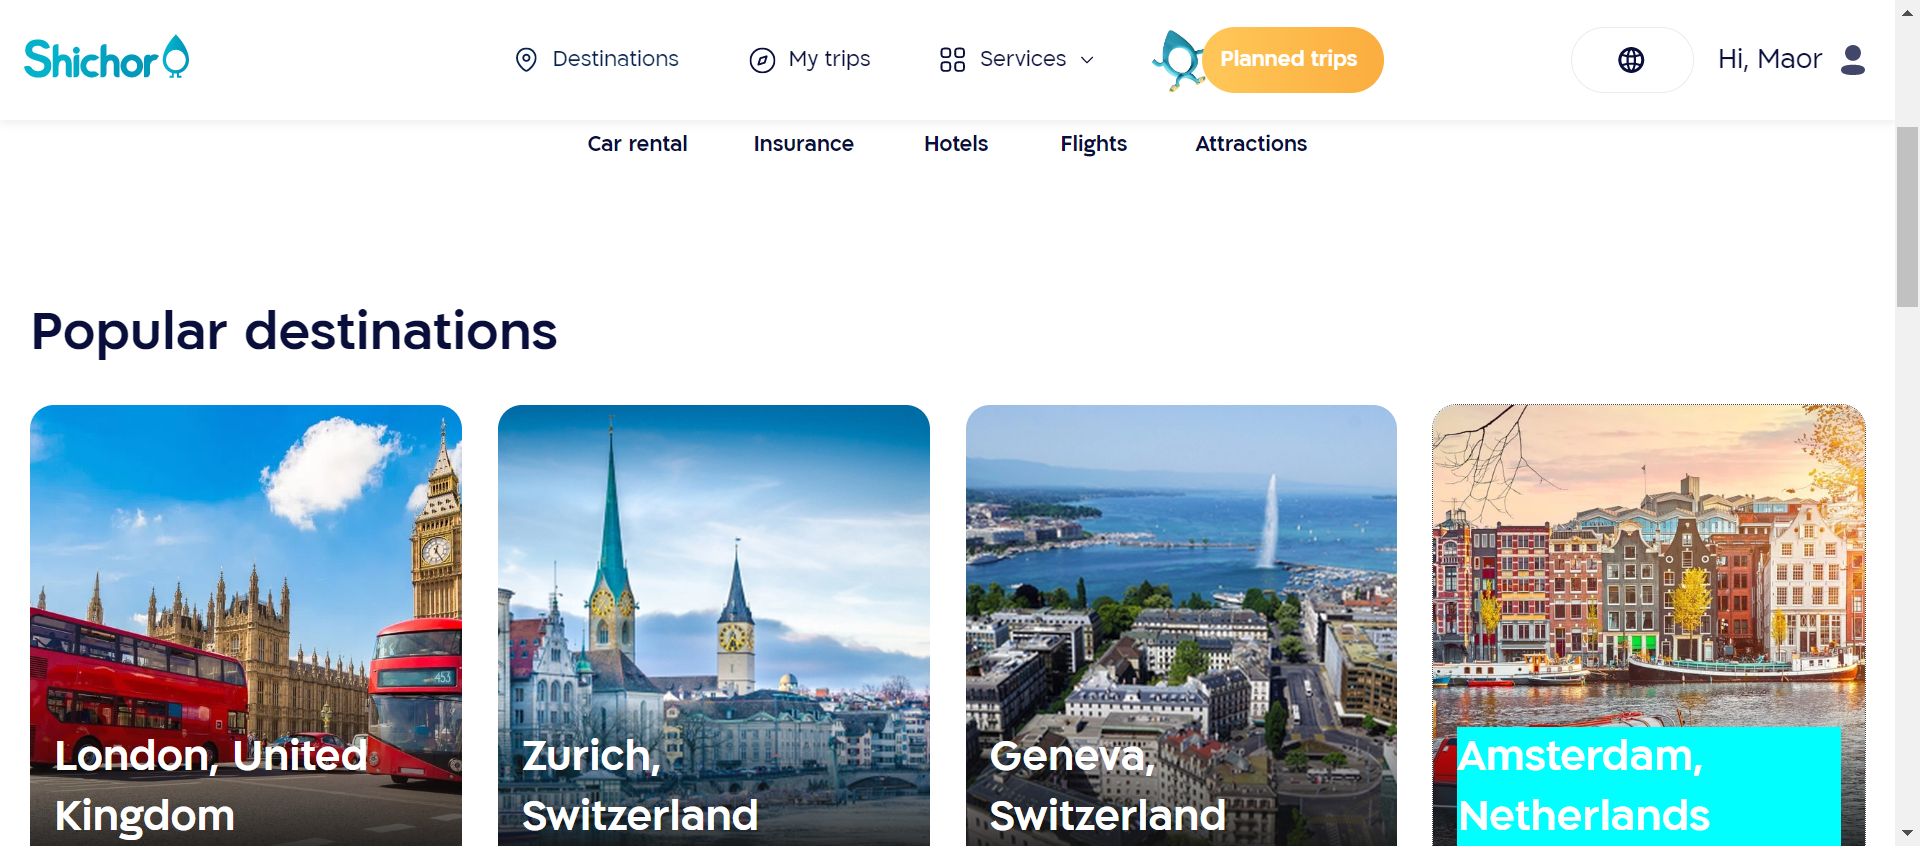 Shichor
Destinations
My trips
Services
Planned trips
Hi, Maor
Car rental
Insurance
Hotels
Flights
Attractions
Popular destinations
453
London, United
Kingdom
Zurich,
Switzerland
Geneva,
Switzerland
Amsterdam,
Netherlands